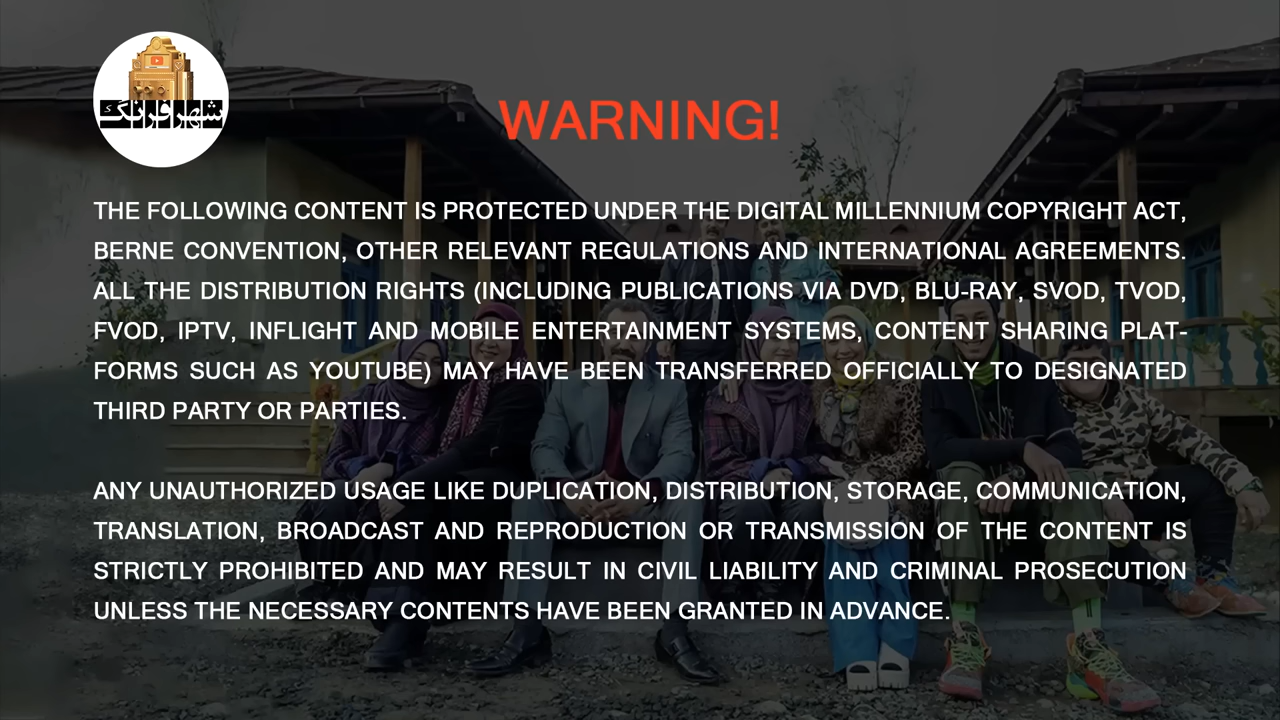 شهر فرنگ
WARNING!
THE FOLLOWING CONTENT IS PROTECTED UNDER THE DIGITAL MILLENNIUM COPYRIGHT ACT,
BERNE CONVENTION, OTHER RELEVANT REGULATIONS AND INTERNATIONAL AGREEMENTS.
ALL THE DISTRIBUTION RIGHTS (INCLUDING PUBLICATIONS VIA DVD, BLU-RAY, SVOD, TVOD,
FVOD, IPTV, INFLIGHT AND MOBILE ENTERTAINMENT SYSTEMS, CONTENT SHARING PLAT-
FORMS SUCH AS YOUTUBE) MAY HAVE BEEN TRANSFERRED OFFICIALLY TO DESIGNATED
THIRD PARTY OR PARTIES.
ANY UNAUTHORIZED USAGE LIKE DUPLICATION, DISTRIBUTION, STORAGE, COMMUNICATION,
TRANSLATION, BROADCAST AND REPRODUCTION OR TRANSMISSION OF THE CONTENT IS
STRICTLY PROHIBITED AND MAY RESULT IN CIVIL LIABILITY AND CRIMINAL PROSECUTION
UNLESS THE NECESSARY CONTENTS HAVE BEEN GRANTED IN ADVANCE.